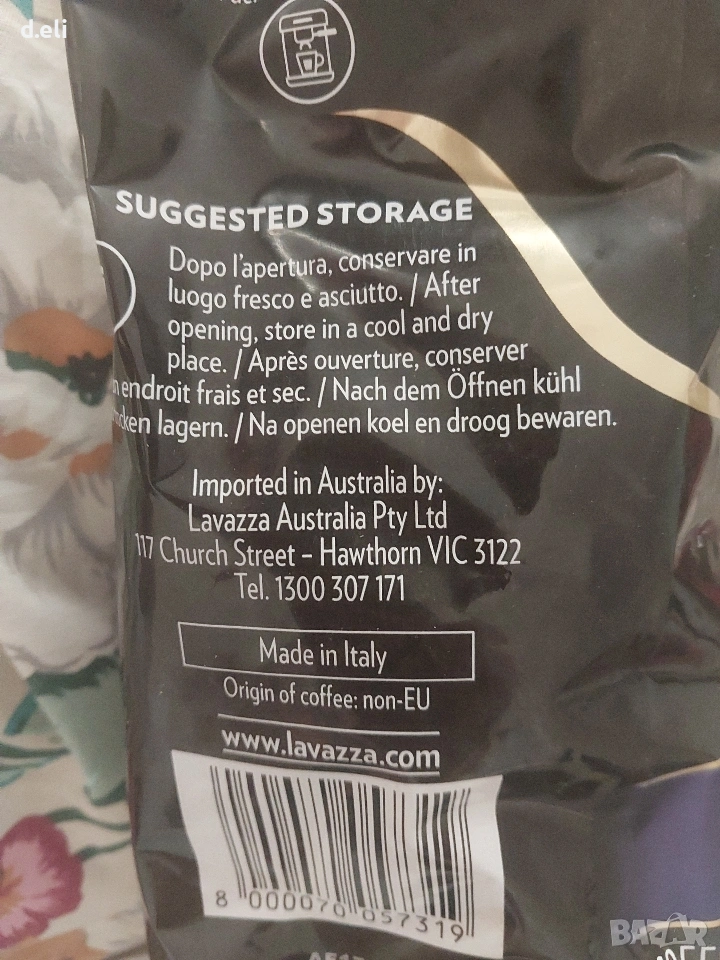 d.eli
SUGGESTED STORAGE
Dopo l'apertura, conservare in
luogo fresco e asciutto. / After
opening, store in a cool and dry
place. / Après ouverture, conserver
endroit frais et sec. / Nach dem Öffnen kühl
lagern. / Na openen koel en droog bewaren.
Imported in Australia by:
Lavazza Australia Pty Ltd
117 Church Street – Hawthorn VIC 3122
Tel. 1300 307 171
Made in Italy
Origin of coffee: non-EU
www.lavazza.com
8 000070 057319
BAZAR